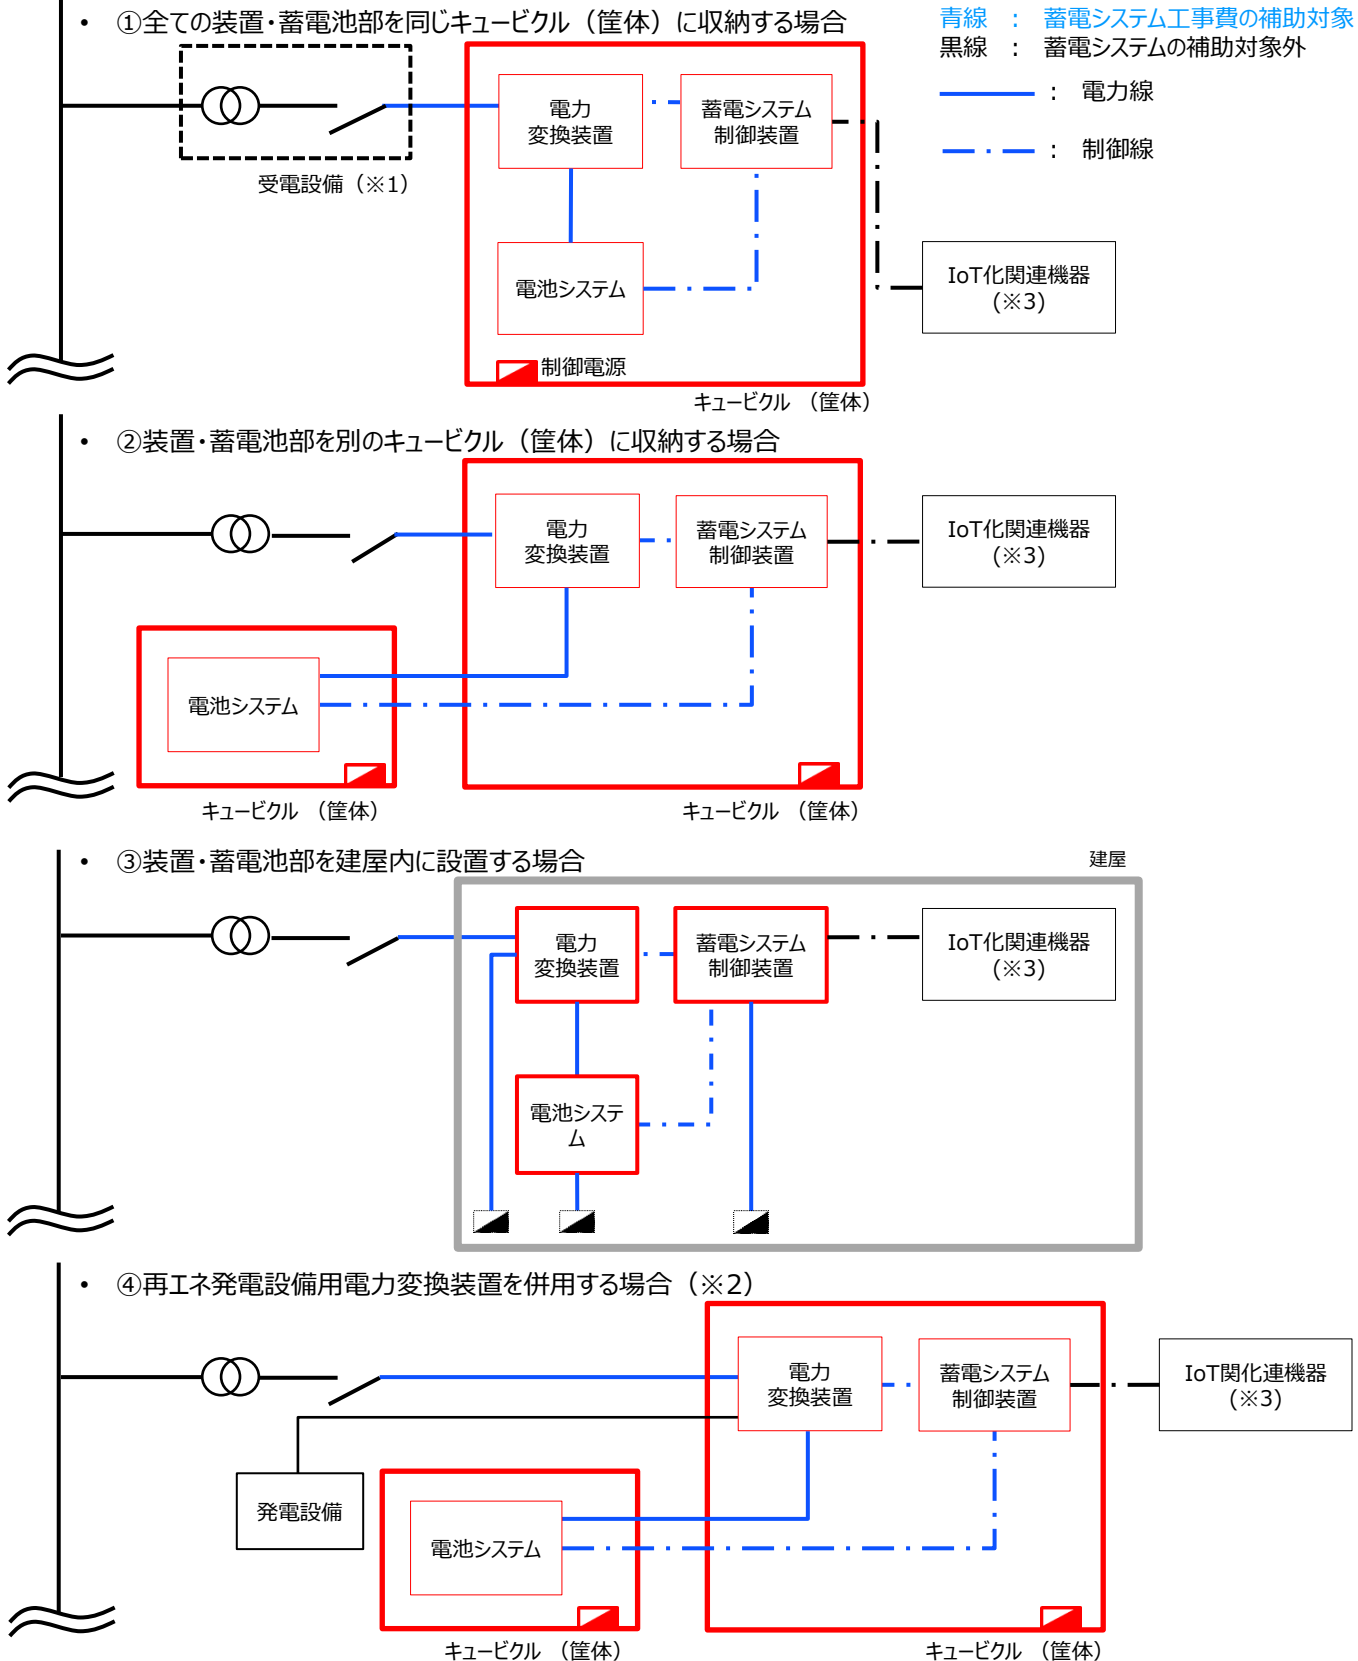 • ①全ての装置・蓄電池部を同じキュービクル（筐体）に収納する場合
青線 ： 蓄電システム工事費の補助対象
黒線 ： 蓄電システムの補助対象外
： 電力線
： 制御線
電力
変換装置
蓄電システム
制御装置
受電設備（※1）
電池システム
IoT化関連機器
(※3)
制御電源
キュービクル （筐体）
• ②装置・蓄電池部を別のキュービクル（筐体）に収納する場合
電力
変換装置
蓄電システム
制御装置
IoT化関連機器
（※3）
電池システム
キュービクル （筐体）
キュービクル （筐体）
• ③装置・蓄電池部を建屋内に設置する場合
建屋
電力
変換装置
蓄電システム
制御装置
IoT化関連機器
（※3）
電池システ
ム
• ④再エネ発電設備用電力変換装置を併用する場合（※2）
電力
変換装置
蓄電システム
制御装置
IoT関化連機器
（※3）
発電設備
電池システム
キュービクル （筐体）
キュービクル （筐体）